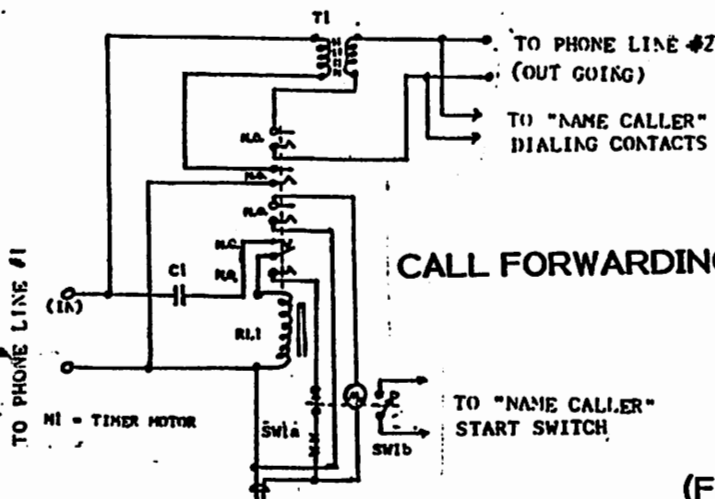 T1
TO PHONE LINE #2
(OUT GOING)
TO "NAME CALLER"
DIALING CONTACTS
N.O.
N.O.
N.O.
N.C.
N.O.
CALL FORWARDING
C1
(IN)
RL1
TO PHONE LINE #1
M1 = TIMER MOTOR
SW1a
M
SW1b
TO "NAME CALLER"
START SWITCH